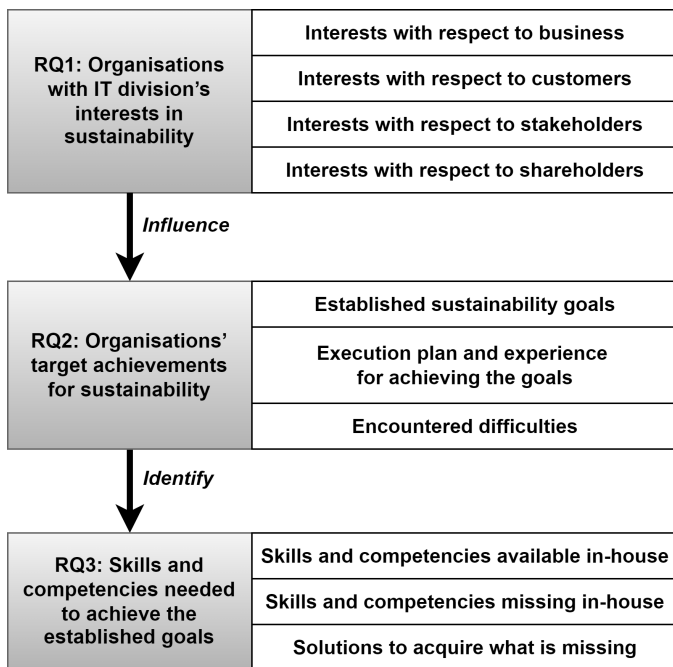 RQ1: Organisations
with IT division’s
interests in
sustainability
Interests with respect to business
Interests with respect to customers
Interests with respect to stakeholders
Interests with respect to shareholders
Influence
RQ2: Organisations’
target achievements
for sustainability
Established sustainability goals
Execution plan and experience
for achieving the goals
Encountered difficulties
Identify
RQ3: Skills and
competencies needed
to achieve the
established goals
Skills and competencies available in-house
Skills and competencies missing in-house
Solutions to acquire what is missing